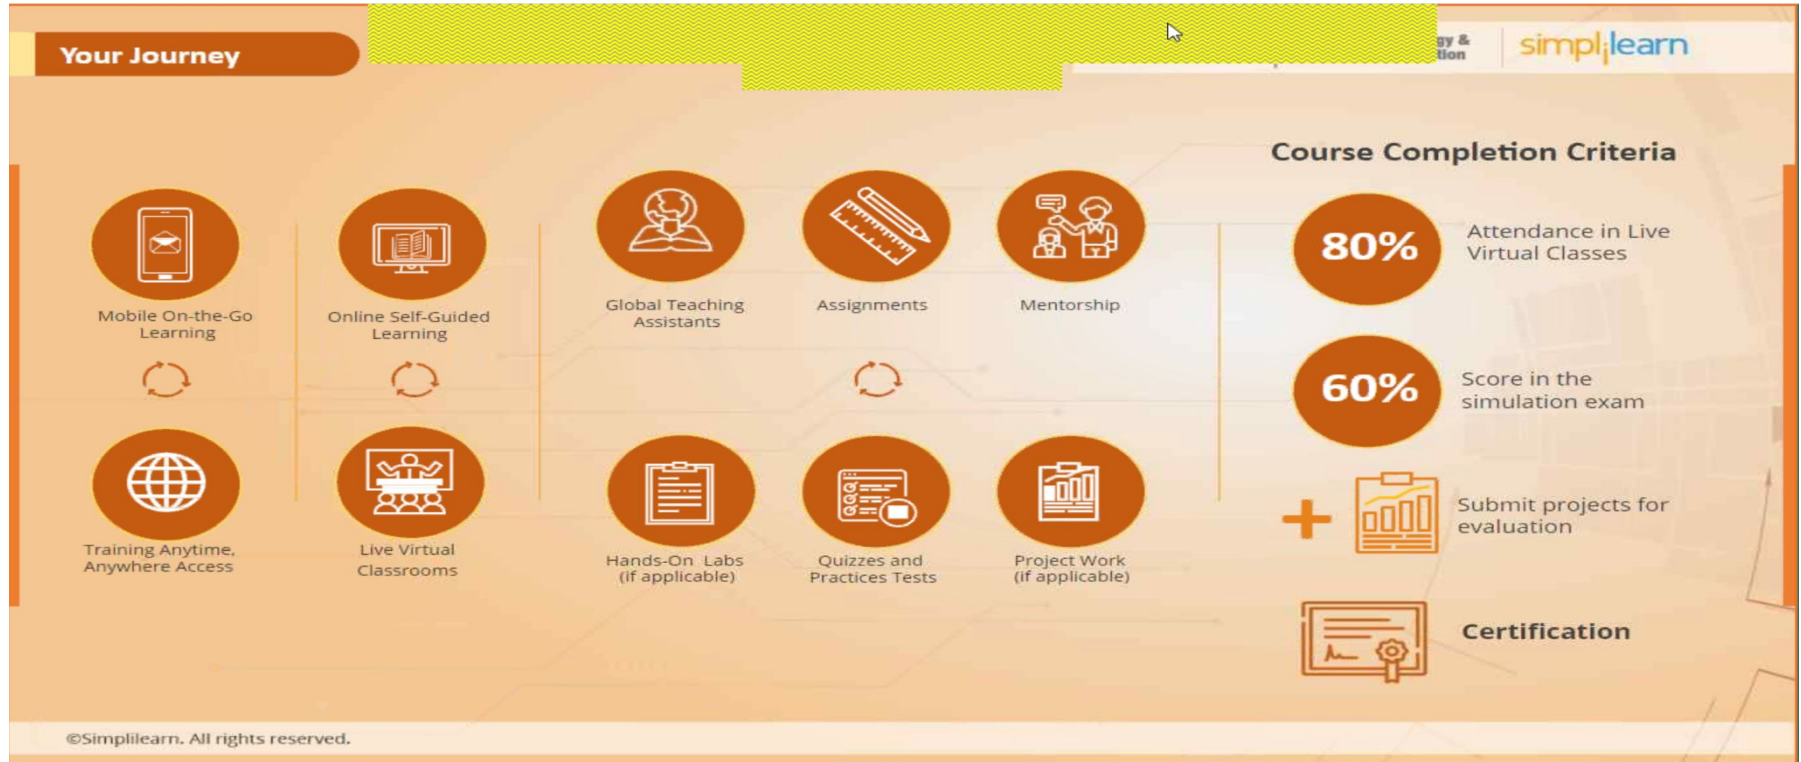 Your Journey
gy &
tion
simplilearn
Mobile On-the-Go
Learning
Training Anytime,
Anywhere Access
Online Self-Guided
Learning
Live Virtual
Classrooms
Global Teaching
Assistants
Assignments
Mentorship
Hands-On Labs
(if applicable)
Quizzes and
Practices Tests
Project Work
(if applicable)
Course Completion Criteria
80%
Attendance in Live
Virtual Classes
60%
Score in the
simulation exam
+
Submit projects for
evaluation
Certification
©Simplilearn. All rights reserved.